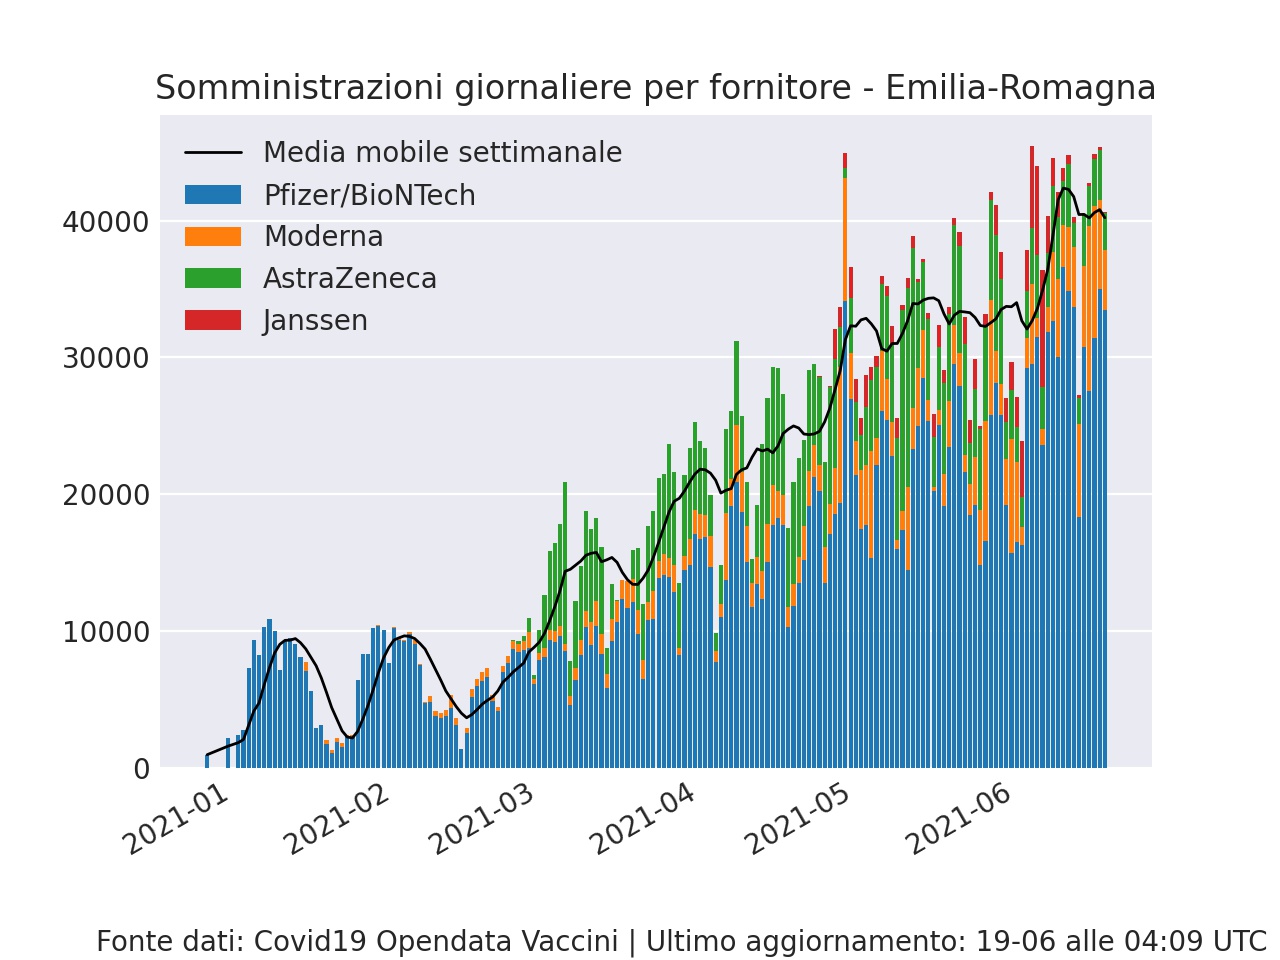 Somministrazioni giornaliere per fornitore - Emilia-Romagna
Media mobile settimanale
Pfizer/BioNTech
Moderna
AstraZeneca
Janssen
40000
30000
20000
10000
0
2021-01
2021-02
2021-03
2021-04
2021-05
2021-06
Fonte dati: Covid19 Opendata Vaccini | Ultimo aggiornamento: 19-06 alle 04:09 UTC